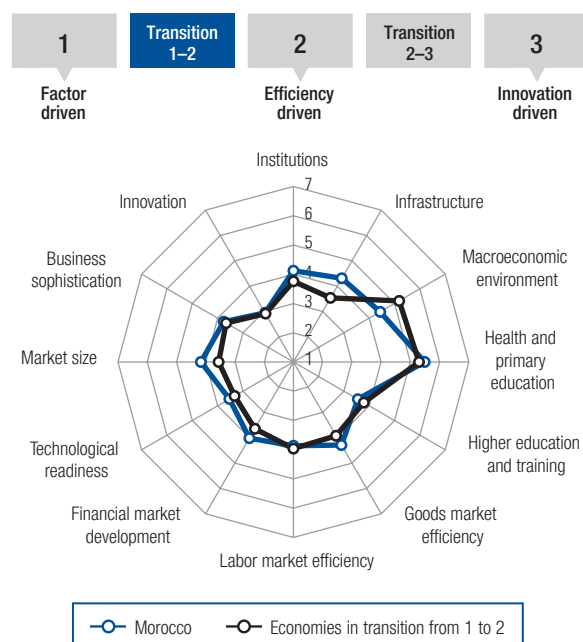 1
Transition
1–2
2
Transition
2–3
3
Factor
driven
Efficiency
driven
Innovation
driven
Institutions
Infrastructure
Macroeconomic
environment
Health and
primary
education
Higher education
and training
Goods market
efficiency
Labor market efficiency
Financial market
development
Technological
readiness
Market size
Business
sophistication
Innovation
7
6
5
4
3
2
1
Morocco
Economies in transition from 1 to 2